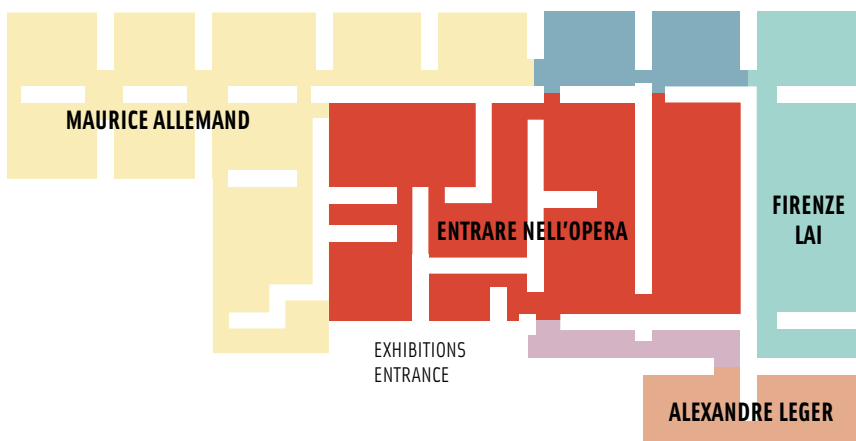 MAURICE ALLEMAND
FIRENZE
LAI
ENTRARE NELL'OPERA
EXHIBITIONS
ENTRANCE
ALEXANDRE LEGER